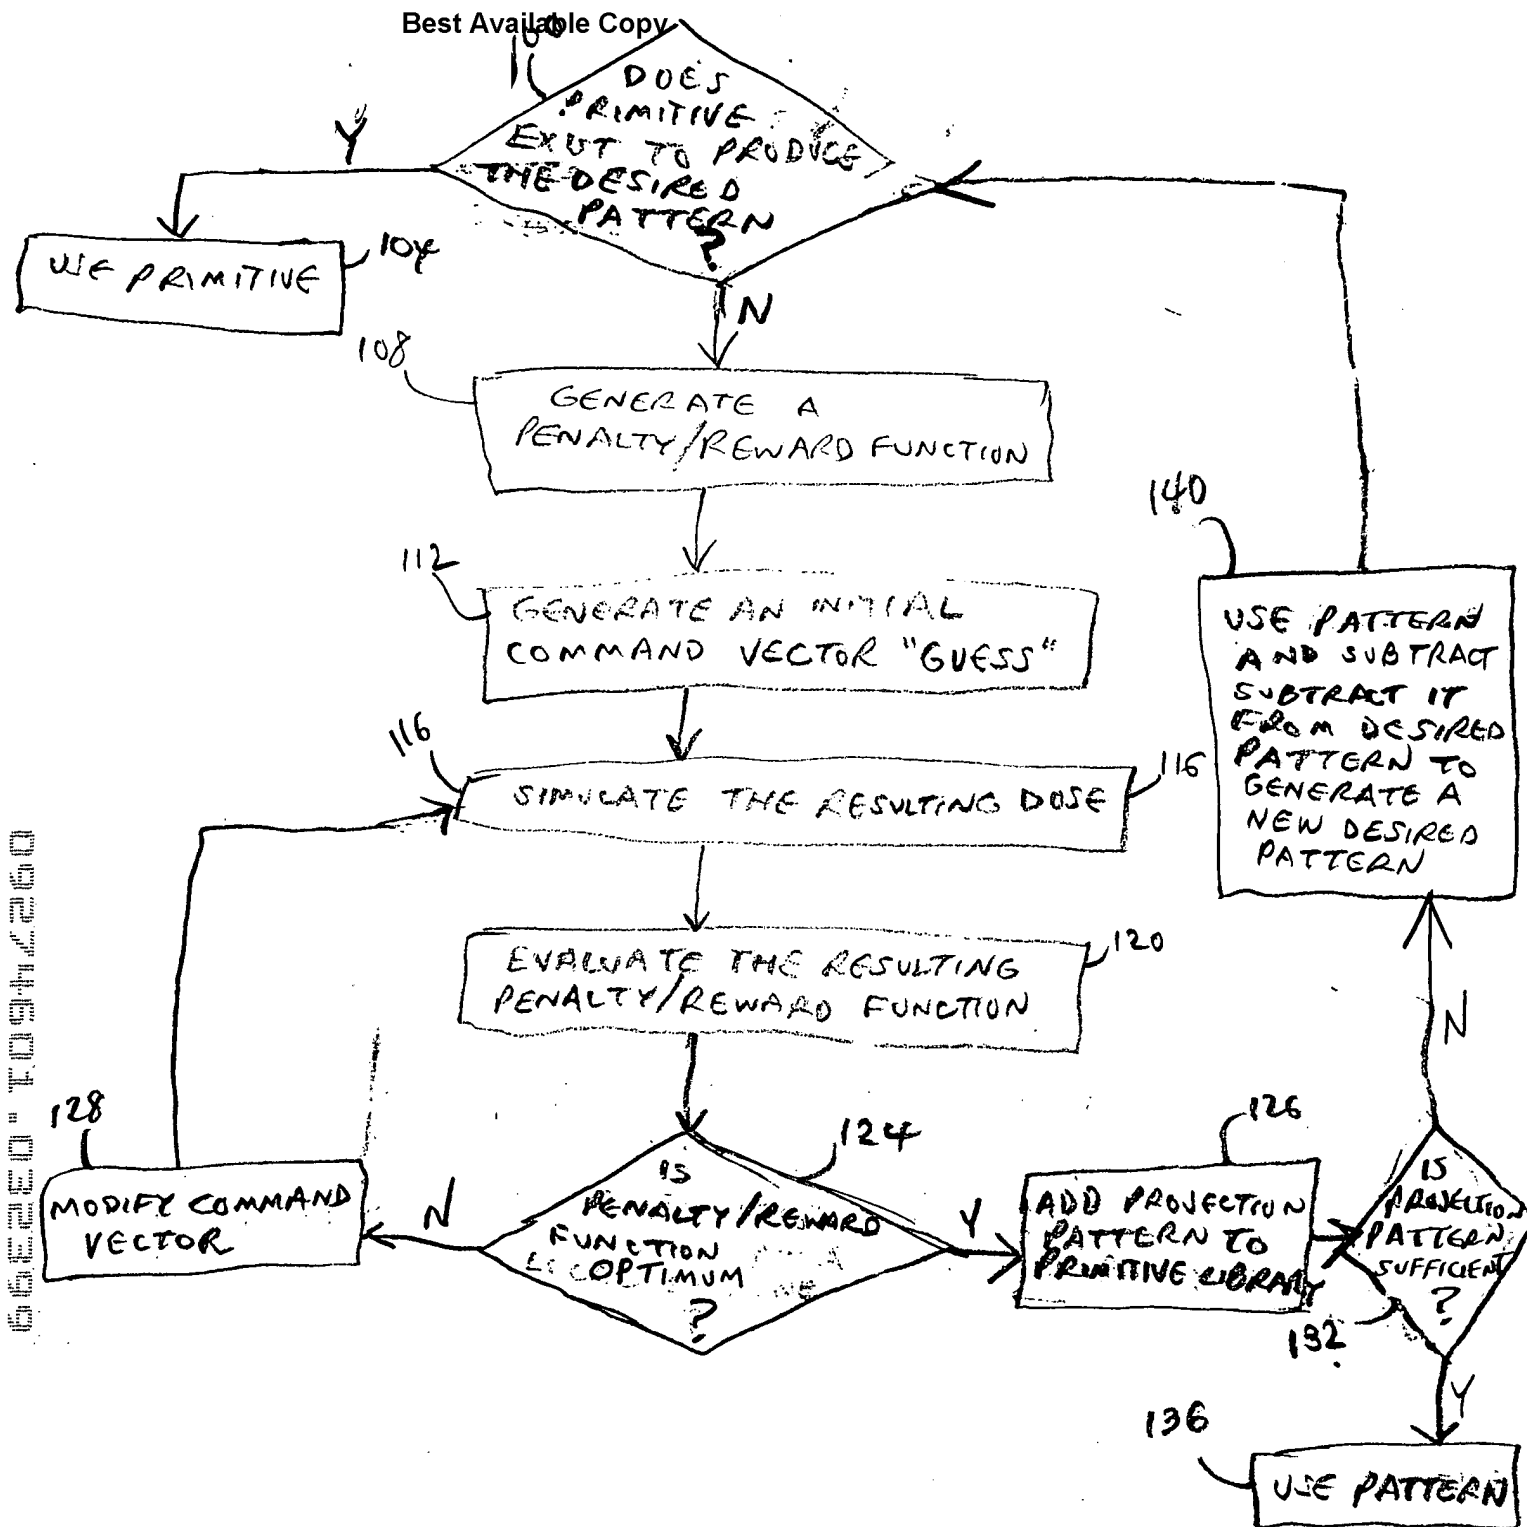 Best Available Copy
100
DOES
PRIMITIVE
EXIST TO PRODUCE
THE DESIRED
PATTERN
?
Y
USE PRIMITIVE
104
N
108
GENERATE A
PENALTY/REWARD FUNCTION
112
GENERATE AN INITIAL
COMMAND VECTOR "GUESS"
116
SIMULATE THE RESULTING DOSE
116
EVALUATE THE RESULTING
PENALTY/REWARD FUNCTION
120
124
IS
PENALTY/REWARD
FUNCTION
OPTIMUM
?
N
128
MODIFY COMMAND
VECTOR
Y
126
ADD PROJECTION
PATTERN TO
PRIMITIVE LIBRARY
IS
PROJECTION
PATTERN
SUFFICIENT
?
132
N
140
USE PATTERN
AND SUBTRACT
SUBTRACT IT
FROM DESIRED
PATTERN TO
GENERATE A
NEW DESIRED
PATTERN
Y
136
USE PATTERN
09274601.032399